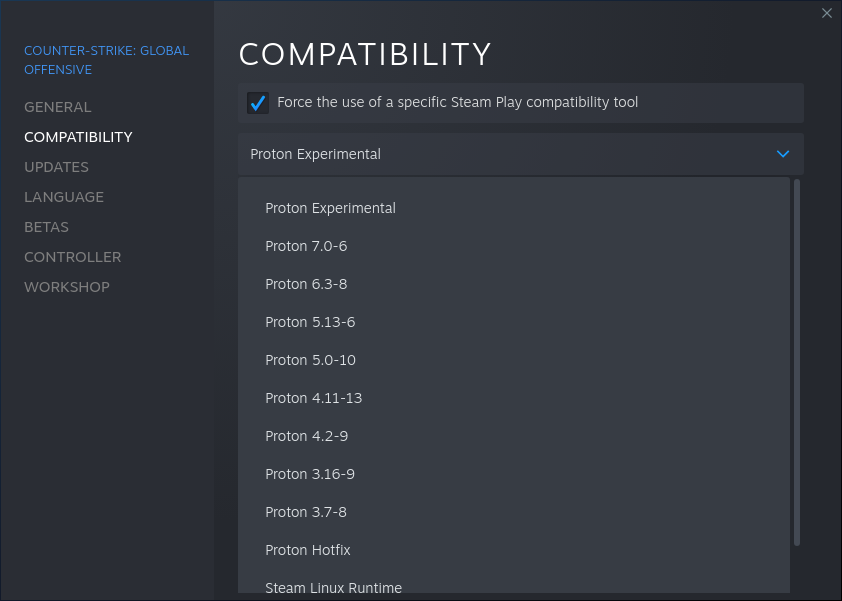 COUNTER-STRIKE: GLOBAL
OFFENSIVE
GENERAL
COMPATIBILITY
UPDATES
LANGUAGE
BETAS
CONTROLLER
WORKSHOP
COMPATIBILITY
Force the use of a specific Steam Play compatibility tool
Proton Experimental
Proton Experimental
Proton 7.0-6
Proton 6.3-8
Proton 5.13-6
Proton 5.0-10
Proton 4.11-13
Proton 4.2-9
Proton 3.16-9
Proton 3.7-8
Proton Hotfix
Steam Linux Runtime